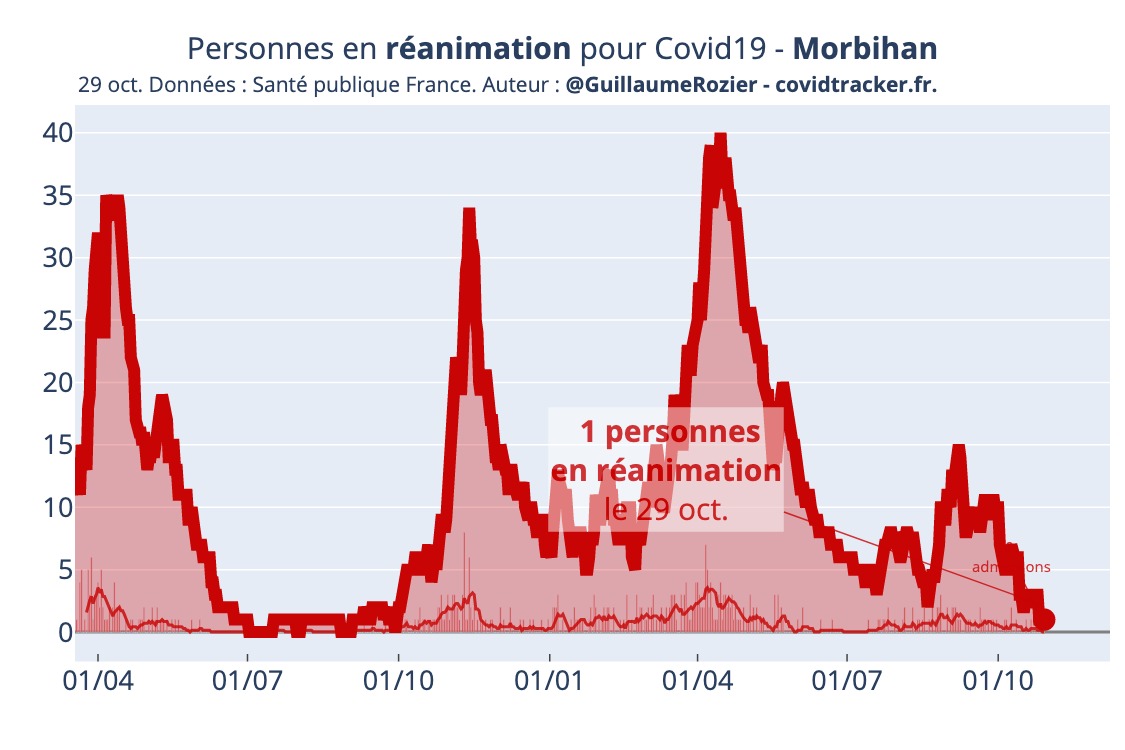 Personnes en réanimation pour Covid19 - Morbihan
29 oct. Données : Santé publique France. Auteur : @GuillaumeRozier - covidtracker.fr.
40
35
30
25
20
15
10
5
0
1 personnes
en réanimation
le 29 oct.
admissions
01/04
01/07
01/10
01/01
01/04
01/07
01/10